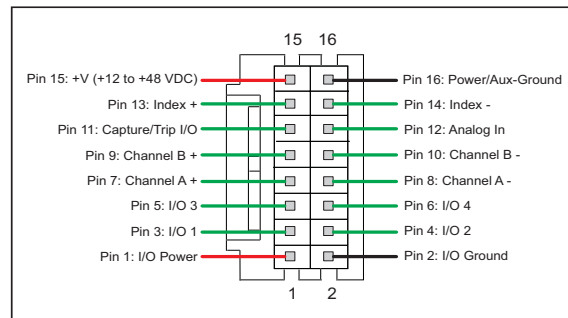 15 16
Pin 15: +V (+12 to +48 VDC) Pin 16: Power/Aux-Ground
Pin 13: Index + Pin 14: Index -
Pin 11: Capture/Trip I/O Pin 12: Analog In
Pin 9: Channel B + Pin 10: Channel B -
Pin 7: Channel A + Pin 8: Channel A -
Pin 5: I/O 3 Pin 6: I/O 4
Pin 3: I/O 1 Pin 4: I/O 2
Pin 1: I/O Power Pin 2: I/O Ground
1 2